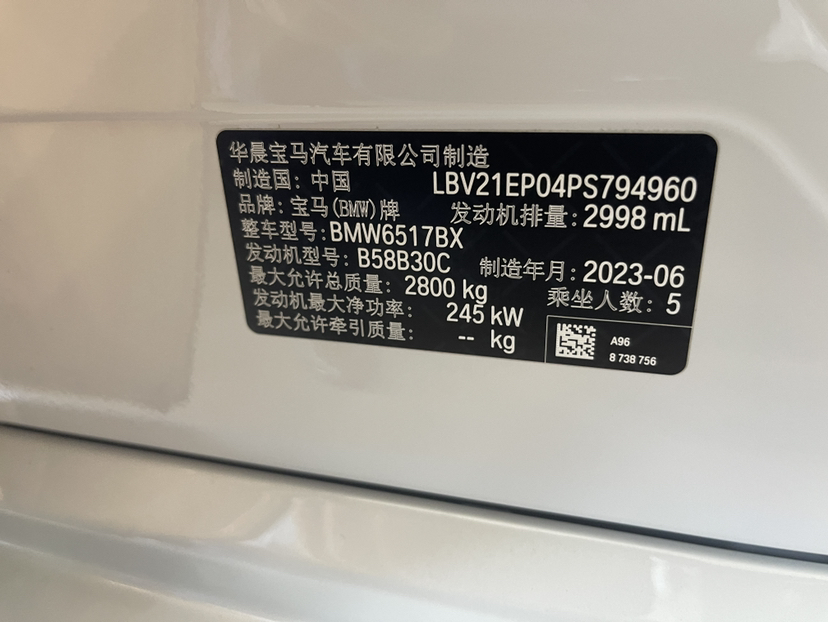 华晨宝马汽车有限公司制造
制造国：中国 LBV21EP04PS794960
品牌：宝马(BMW)牌 发动机排量：2998 mL
整车型号：BMW6517BX
发动机型号：B58B30C 制造年月：2023-06
最大允许总质量：2800 kg 乘坐人数：5
发动机最大净功率：245 kW
最大允许牵引质量：-- kg
A96
8 738 756